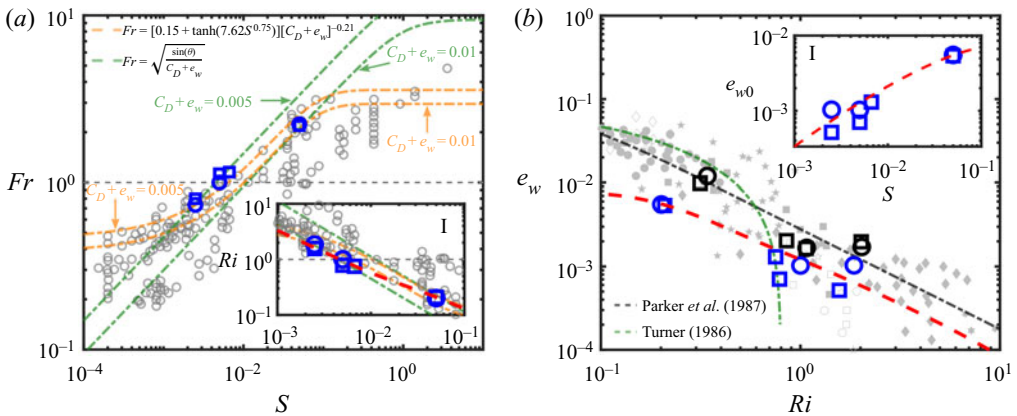 (a)
10^1
Fr = [0.15 + tanh(7.62S^0.75)][C_D + e_w]^−0.21
Fr = √(sin(θ)/(C_D + e_w))
C_D + e_w = 0.01
C_D + e_w = 0.005
C_D + e_w = 0.01
Fr
10^0
C_D + e_w = 0.005
10^1
I
Ri
10^0
10^−1
10^−3
10^−2
10^−1
10^−1
10^−4
10^−2
10^0
S
(b)
10^0
10^−2
I
e_w0
10^−3
10^−1
10^−3
10^−2
10^−1
S
e_w
10^−2
10^−3
Parker et al (1987)
Turner (1986)
10^−4
10^−1
10^0
10^1
Ri